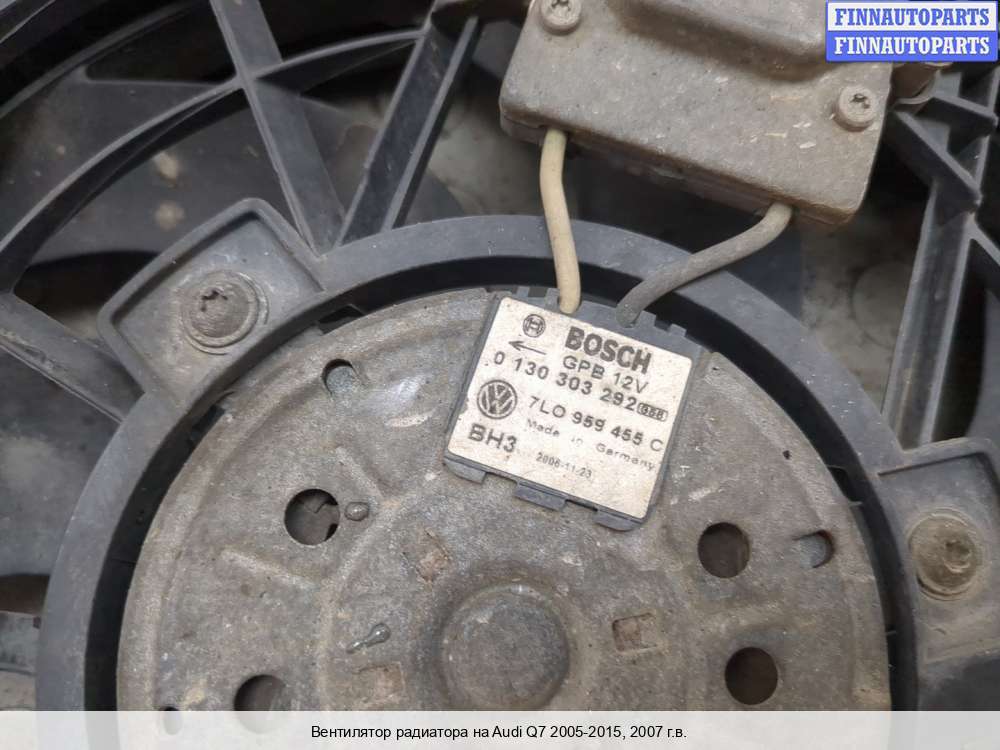 FINNAUTOPARTS
FINNAUTOPARTS
BOSCH
GPB 12V
0 130 303 292
7L0 959 455 C
Made in Germany
BH3
2006-11-23
Вентилятор радиатора на Audi Q7 2005-2015, 2007 г.в.